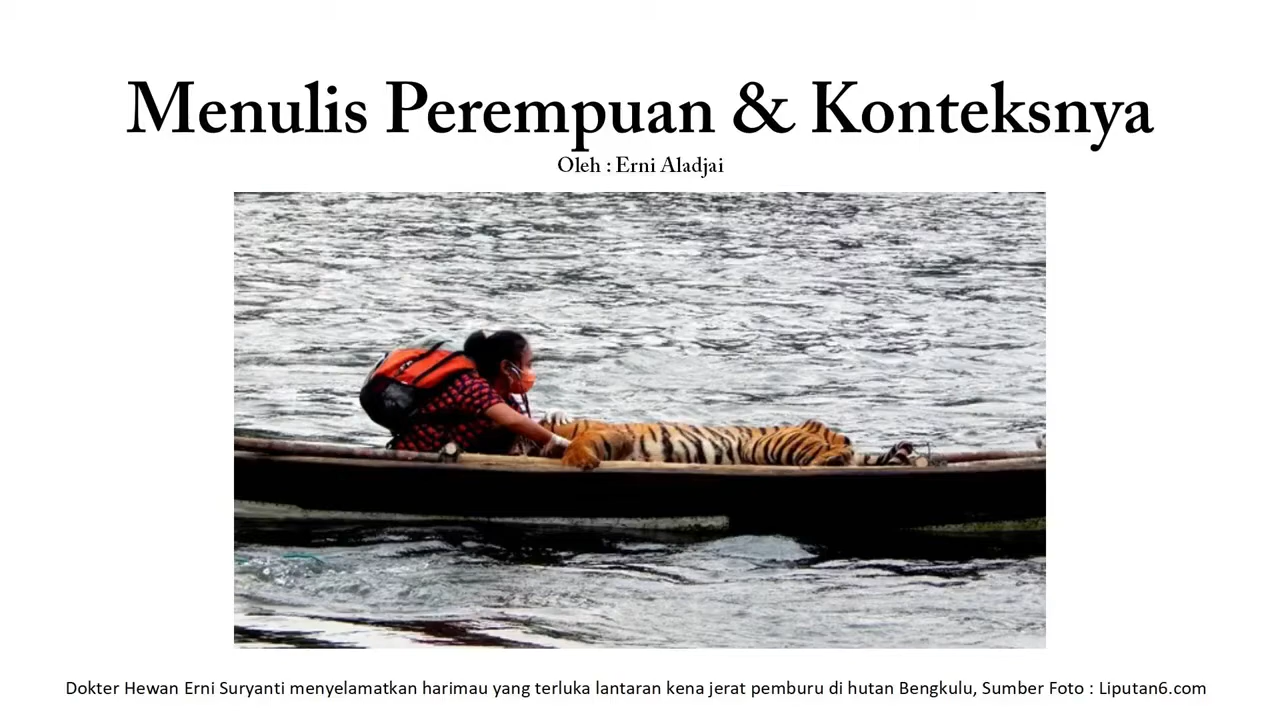 Menulis Perempuan & Konteksnya
Oleh : Erni Aladjai
Dokter Hewan Erni Suryanti menyelamatkan harimau yang terluka lantaran kena jerat pemburu di hutan Bengkulu, Sumber Foto : Liputan6.com